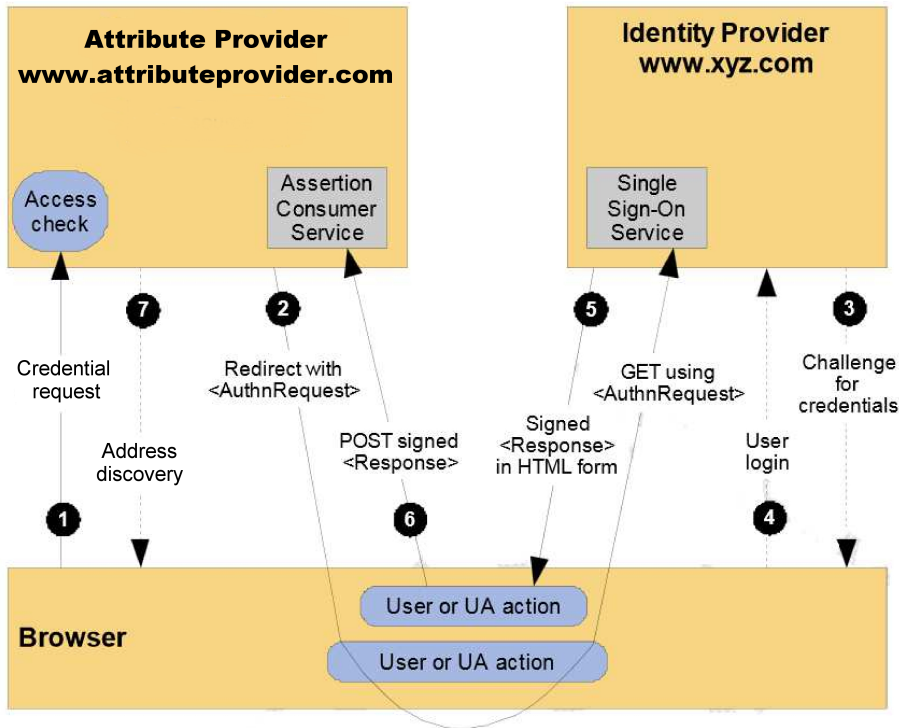 Attribute Provider
www.attributeprovider.com
Identity Provider
www.xyz.com
Access
check
Assertion
Consumer
Service
Single
Sign-On
Service
7
2
5
3
Credential
request
Redirect with
<AuthnRequest>
GET using
<AuthnRequest>
Challenge
for
credentials
Address
discovery
POST signed
<Response>
Signed
<Response>
in HTML form
User
login
1
6
4
User or UA action
Browser
User or UA action